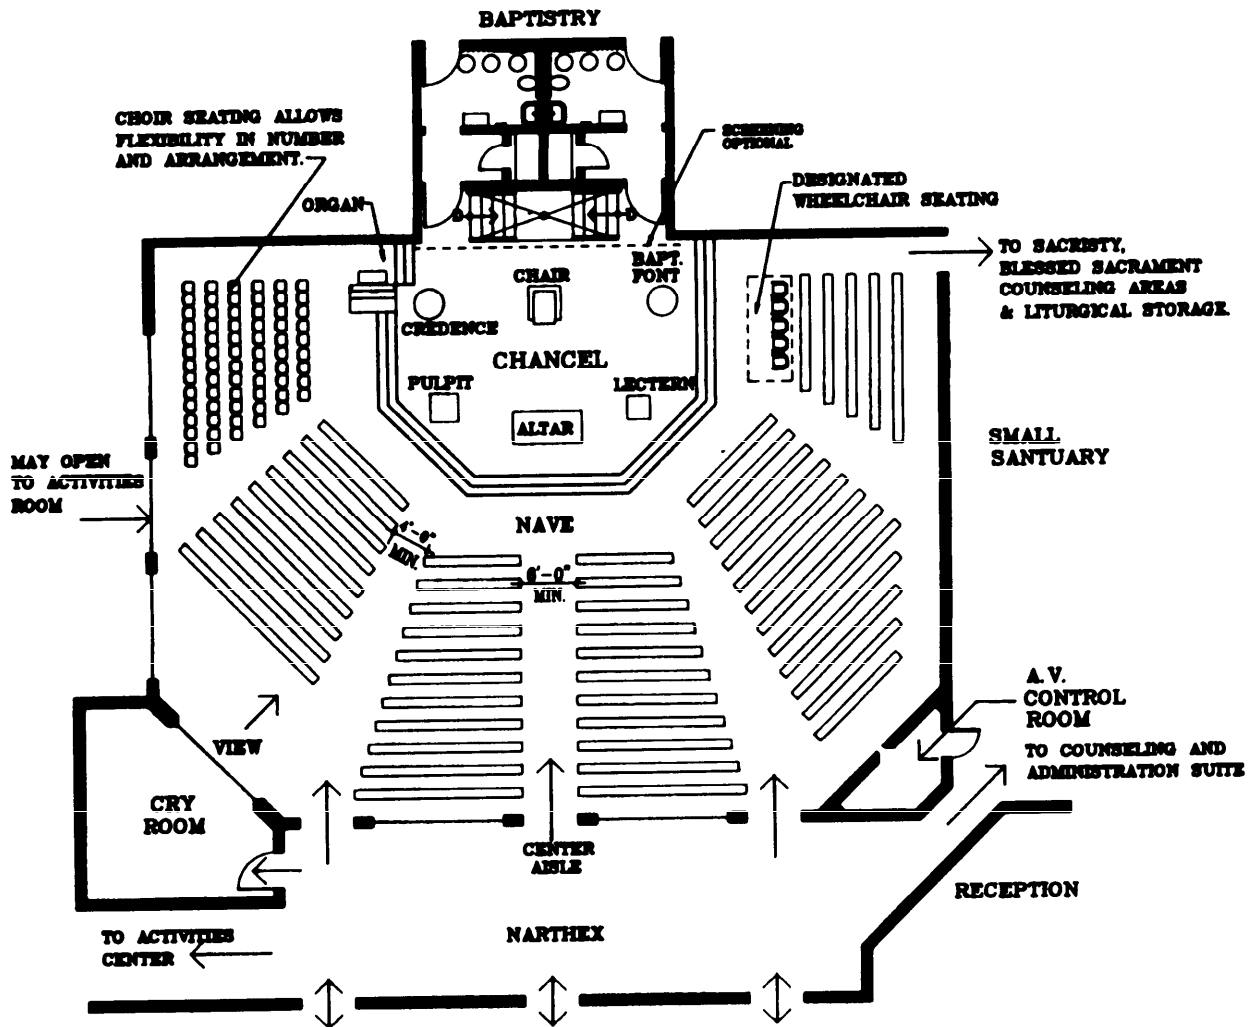 BAPTISTRY
CHOIR SEATING ALLOWS
FLEXIBILITY IN NUMBER
AND ARRANGEMENT.
SCREENING
OPTIONAL
DESIGNATED
WHEELCHAIR SEATING
ORGAN
TO SACRISTY,
BLESSED SACRAMENT
COUNSELING AREAS
& LITURGICAL STORAGE.
CHAIR
BAPT.
FONT
CREDENCE
CHANCEL
PULPIT
LECTERN
ALTAR
SMALL
SANTUARY
MAY OPEN
TO ACTIVITIES
ROOM
NAVE
4'-0"
MIN.
6'-0"
MIN.
A.V.
CONTROL
ROOM
VIEW
TO COUNSELING AND
ADMINISTRATION SUITE
CRY
ROOM
CENTER
AISLE
RECEPTION
NARTHEX
TO ACTIVITIES
CENTER